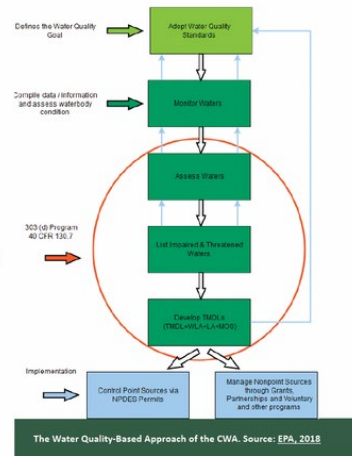 Defines the Water Quality
Goal
Adopt Water Quality
Standards
Compile data / Information
and assess waterbody
condition
Monitor Waters
Assess Waters
303 (d) Program
40 CFR 130.7
List Impaired & Threatened
Waters
Develop TMDLs
(TMDL=WLA+LA+MOS)
Implementation
Control Point Sources via
NPDES Permits
Manage Nonpoint Sources
through Grants,
Partnerships and Voluntary
and other programs
The Water Quality-Based Approach of the CWA. Source: EPA, 2018